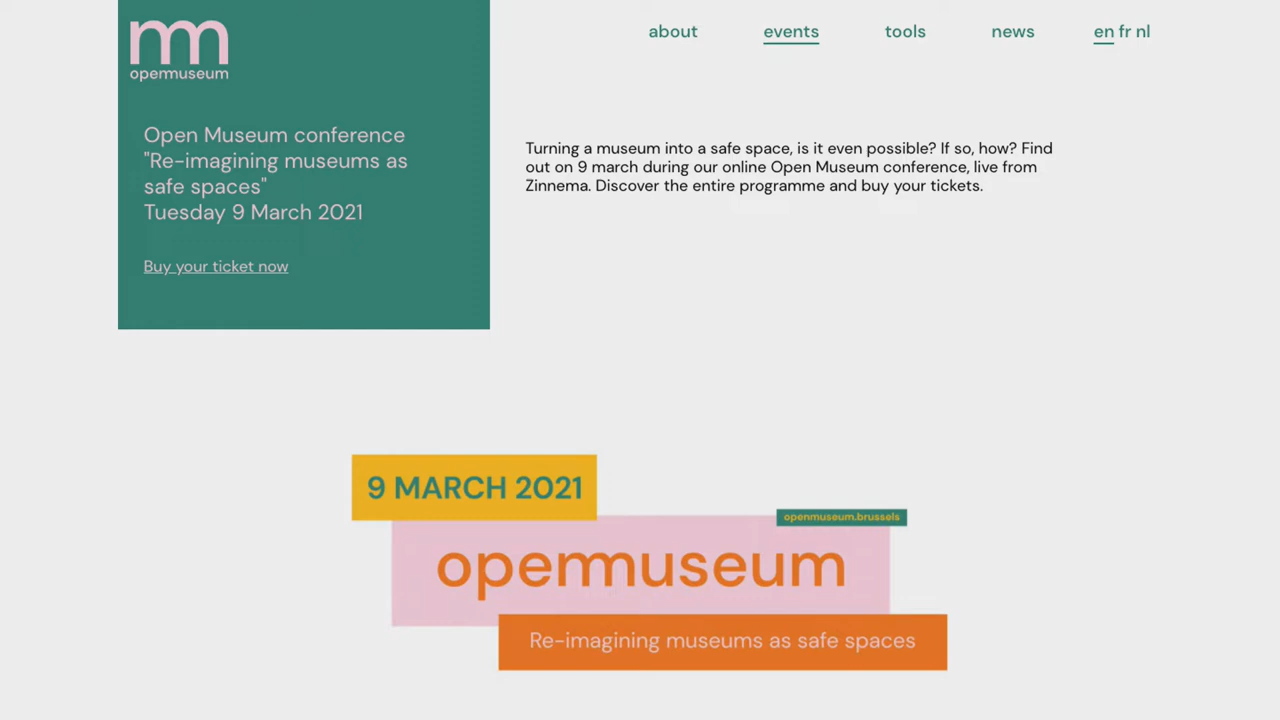 about events tools news en fr nl
openmuseum
Open Museum conference
"Re-imagining museums as
safe spaces"
Tuesday 9 March 2021
Buy your ticket now
Turning a museum into a safe space, is it even possible? If so, how? Find
out on 9 march during our online Open Museum conference, live from
Zinnema. Discover the entire programme and buy your tickets.
9 MARCH 2021
openmuseum.brussels
openmuseum
Re-imagining museums as safe spaces